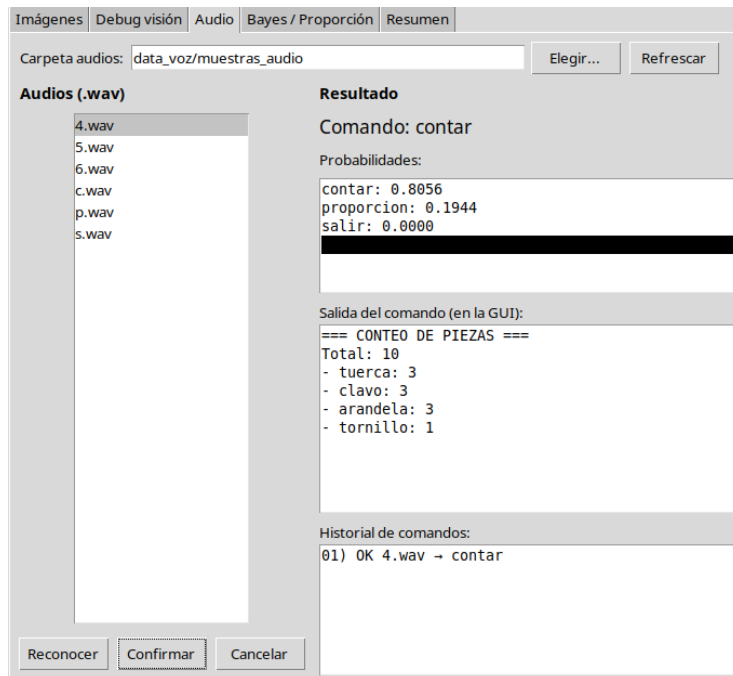 Imágenes Debug visión Audio Bayes / Proporción Resumen
Carpeta audios: data_voz/muestras_audio Elegir... Refrescar
Audios (.wav)
4.wav
5.wav
6.wav
c.wav
p.wav
s.wav
Reconocer Confirmar Cancelar
Resultado
Comando: contar
Probabilidades:
contar: 0.8056
proporcion: 0.1944
salir: 0.0000
Salida del comando (en la GUI):
=== CONTEO DE PIEZAS ===
Total: 10
- tuerca: 3
- clavo: 3
- arandela: 3
- tornillo: 1
Historial de comandos:
01) OK 4.wav → contar